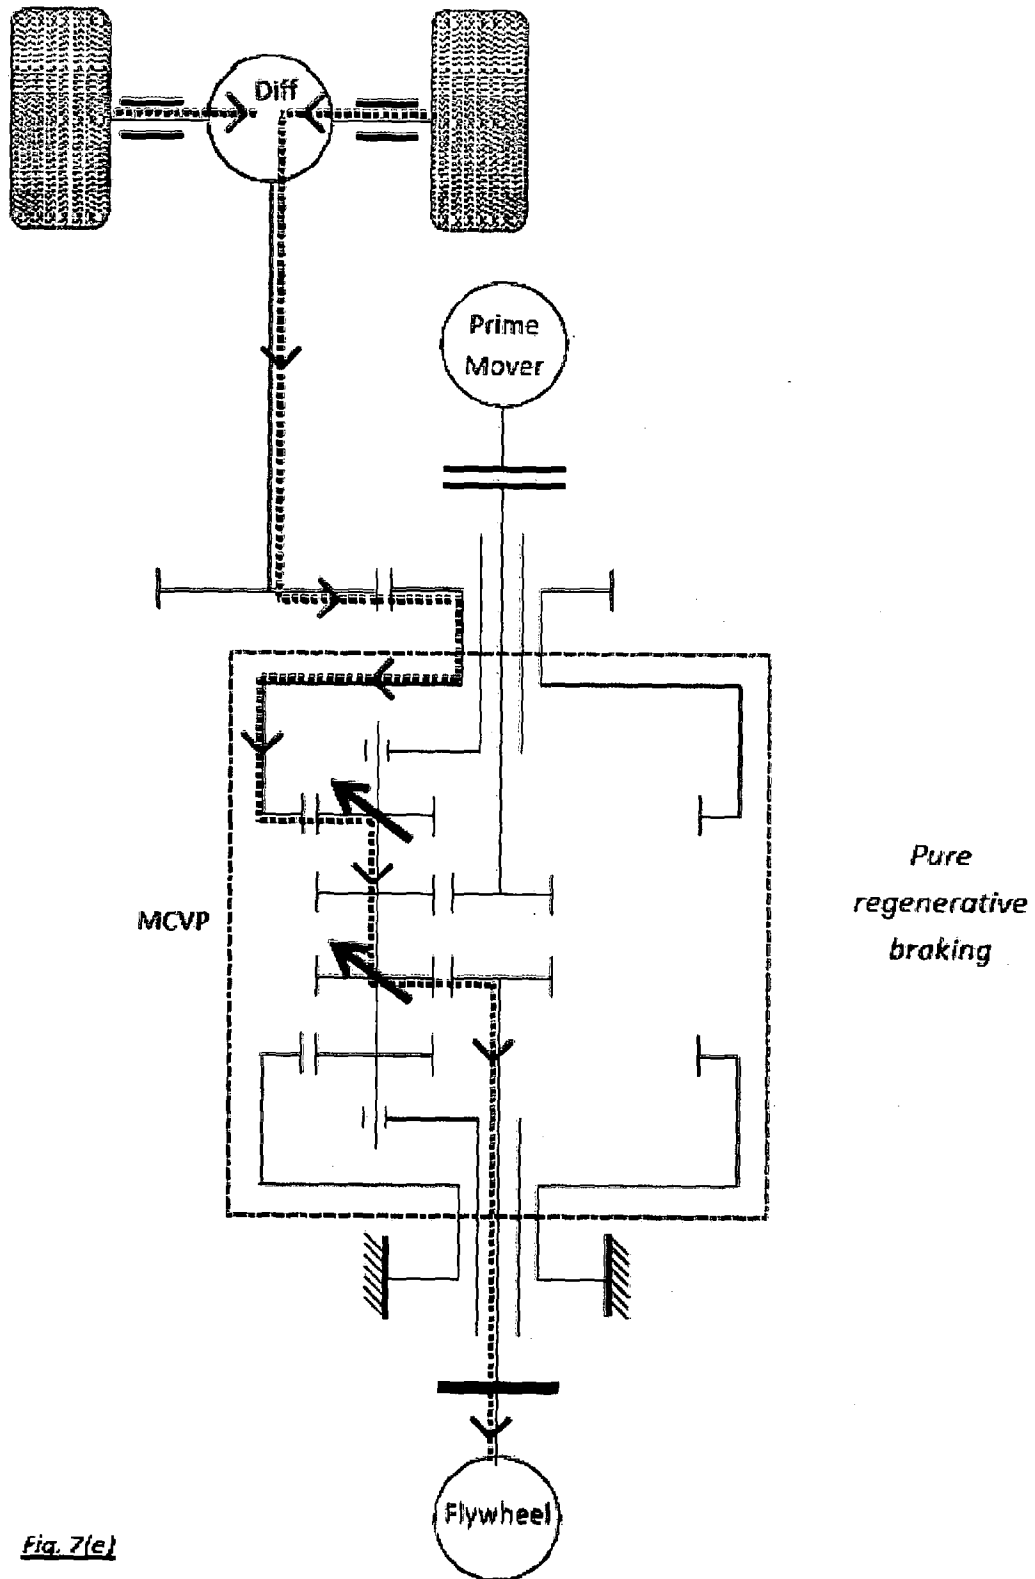 Diff
Prime
Mover
MCVP
Pure
regenerative
braking
Flywheel
Fig. 7(e)